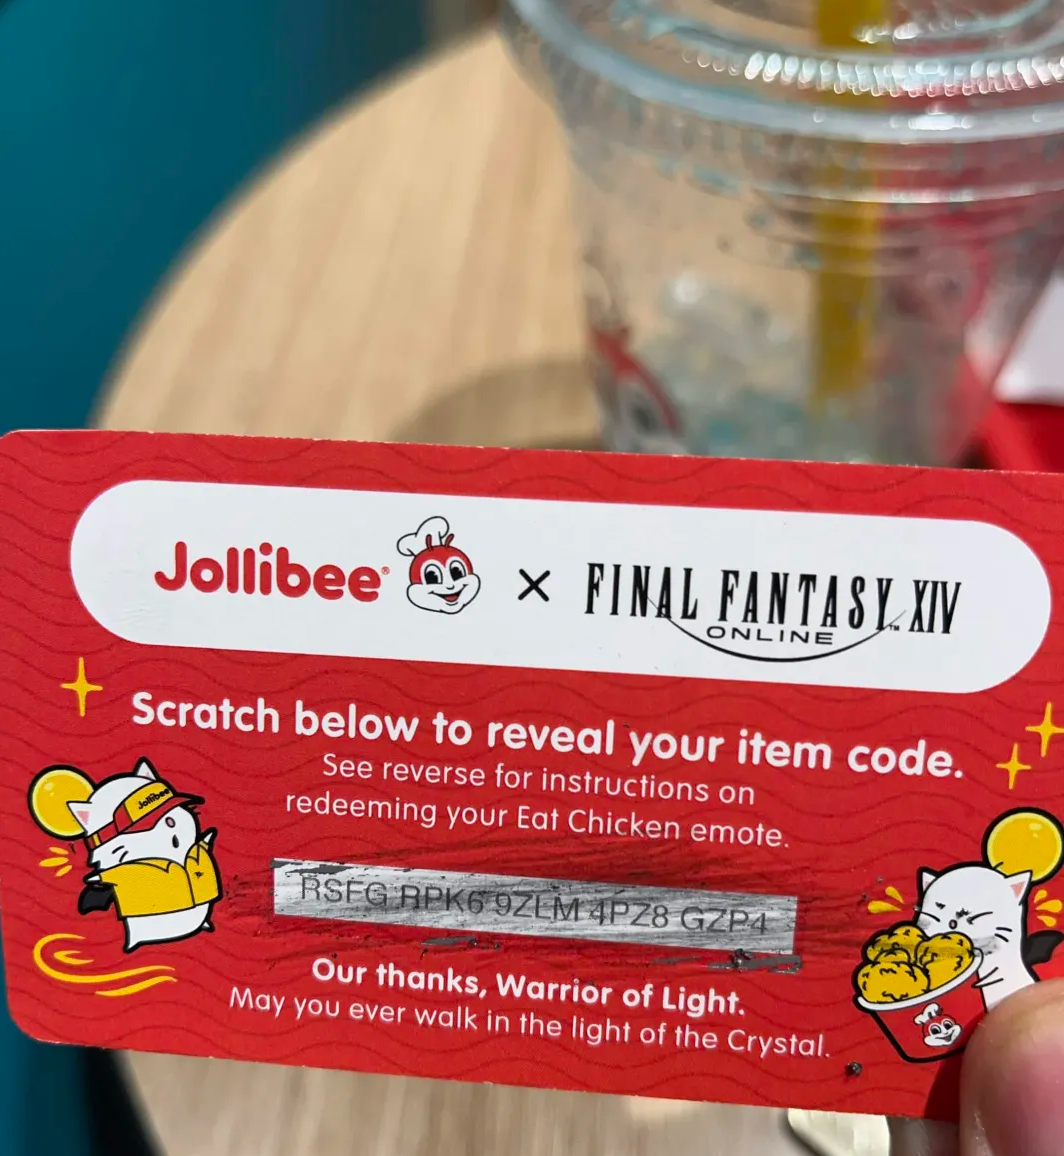 Jollibee® × FINAL FANTASY™ XIV
ONLINE
Scratch below to reveal your item code.
See reverse for instructions on
redeeming your Eat Chicken emote.
Jollibee
RSFG RPK6 9ZLM 4PZ8 GZP4
Our thanks, Warrior of Light.
May you ever walk in the light of the Crystal.